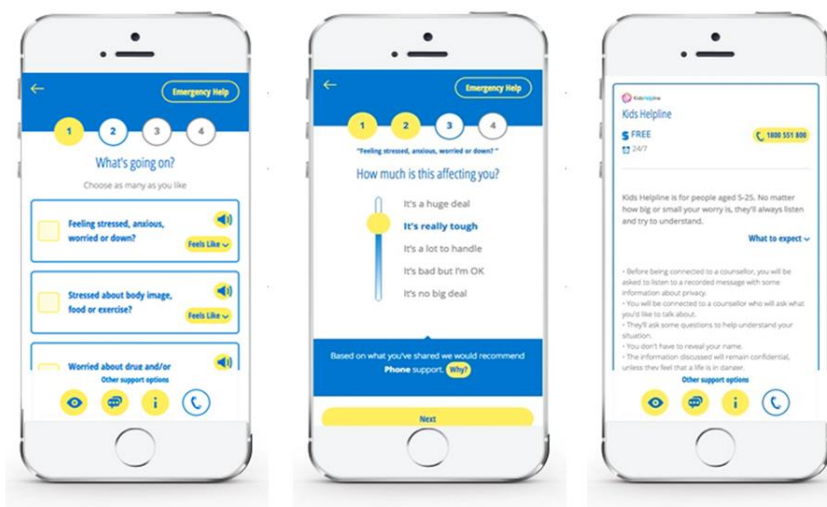 Emergency Help
1
2
3
4
What's going on?
Choose as many as you like
Feeling stressed, anxious,
worried or down?
Feels Like
Stressed about body image,
food or exercise?
Feels Like
Worried about drug and/or
Other support options
Emergency Help
1
2
3
4
"Feeling stressed, anxious, worried or down? "
How much is this affecting you?
It's a huge deal
It's really tough
It's a lot to handle
It's bad but I'm OK
It's no big deal
Based on what you've shared we would recommend
Phone support. Why?
Next
KidsHelpline
Kids Helpline
$ FREE
1800 551 800
24/7
Kids Helpline is for people aged 5-25. No matter
how big or small your worry is, they'll always listen
and try to understand.
What to expect
• Before being connected to a counsellor, you will be
asked to listen to a recorded message with some
information about privacy.
• You will be connected to a counsellor who will ask what
you'd like to talk about.
• They'll ask some questions to help understand your
situation.
• You don't have to reveal your name.
• The information discussed will remain confidential,
unless they feel that a life is in danger.
Other support options